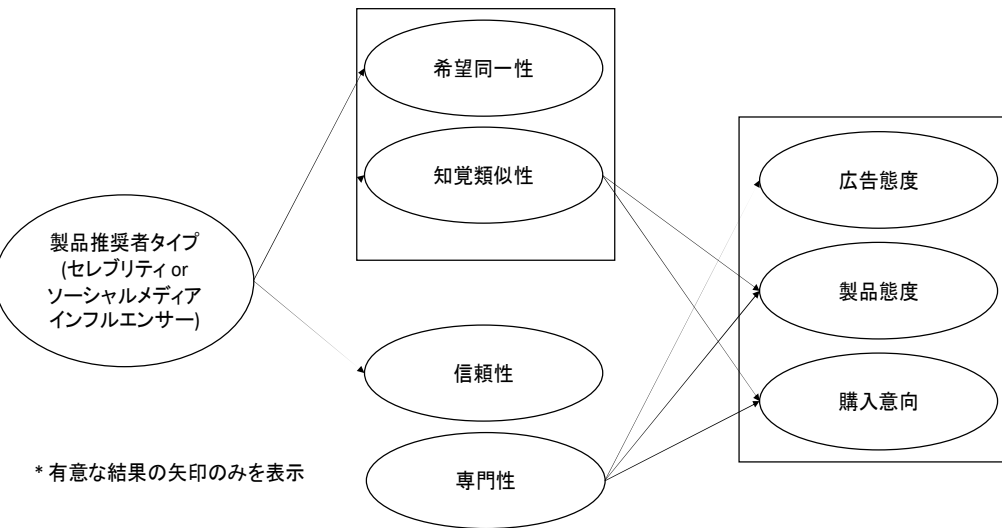 希望同一性
知覚類似性
製品推奨者タイプ
(セレブリティ or
ソーシャルメディア
インフルエンサー)
信頼性
専門性
広告態度
製品態度
購入意向
* 有意な結果の矢印のみを表示